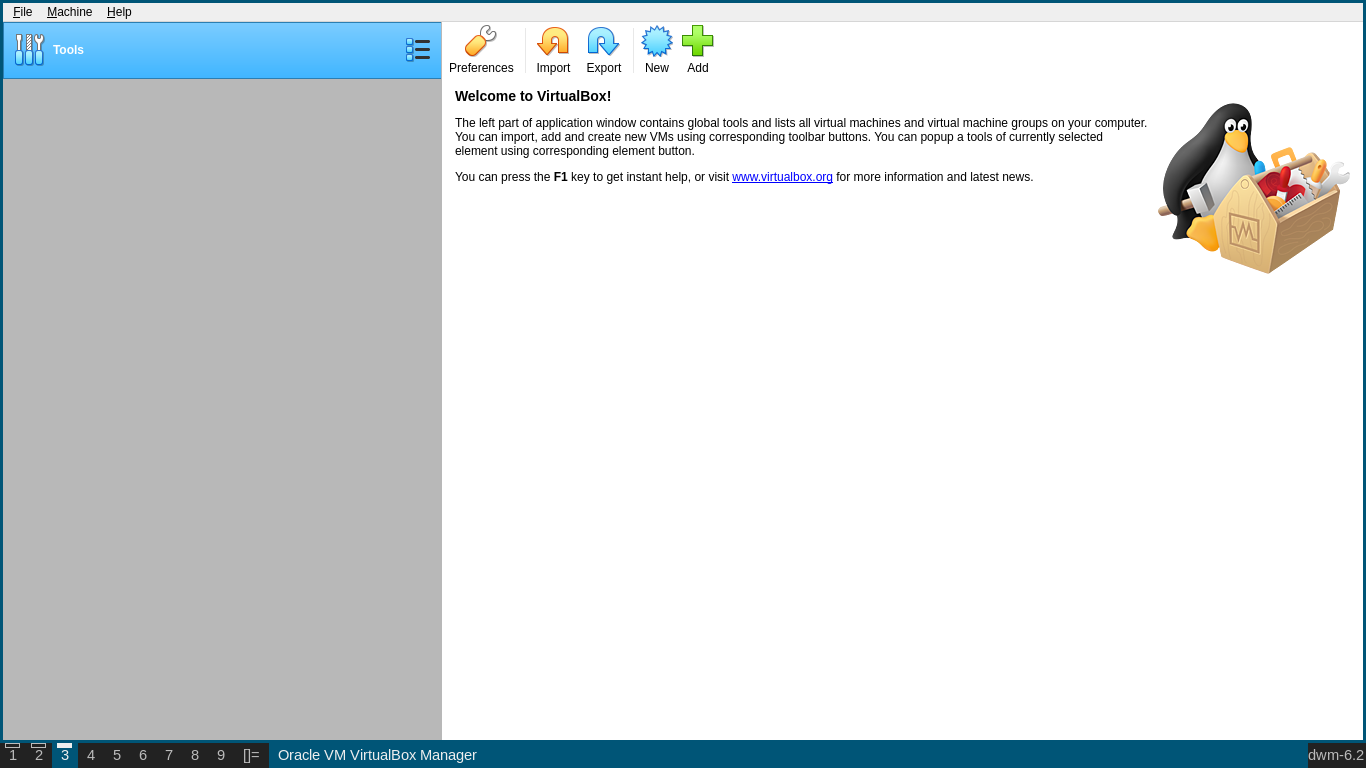 File Machine Help
Tools
Preferences Import Export New Add
Welcome to VirtualBox!
The left part of application window contains global tools and lists all virtual machines and virtual machine groups on your computer.
You can import, add and create new VMs using corresponding toolbar buttons. You can popup a tools of currently selected
element using corresponding element button.
You can press the F1 key to get instant help, or visit www.virtualbox.org for more information and latest news.
1 2 3 4 5 6 7 8 9 []= Oracle VM VirtualBox Manager dwm-6.2